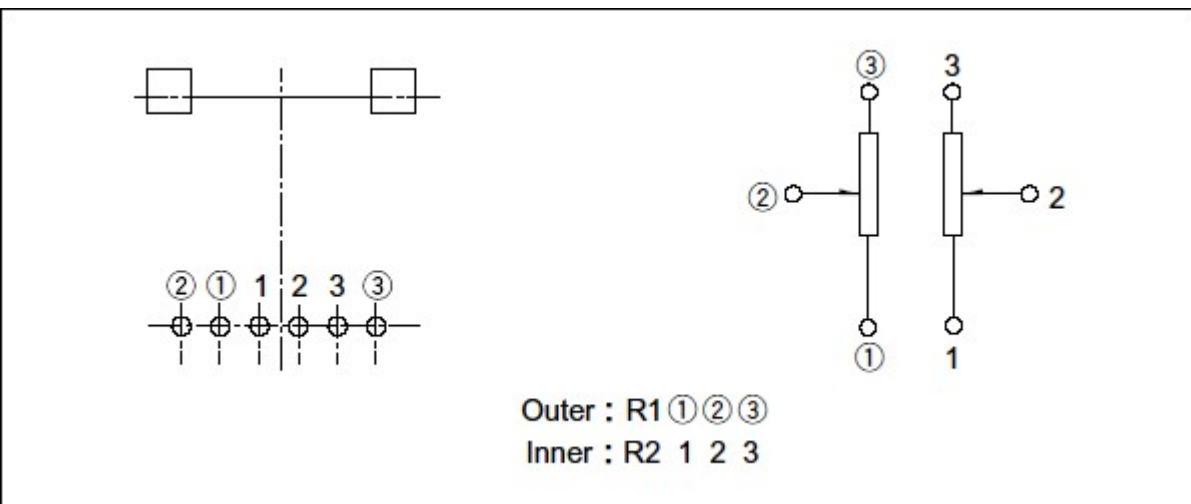 ③ 3
② 2
② ① 1 2 3 ③
① 1
Outer : R1 ① ② ③
Inner : R2 1 2 3